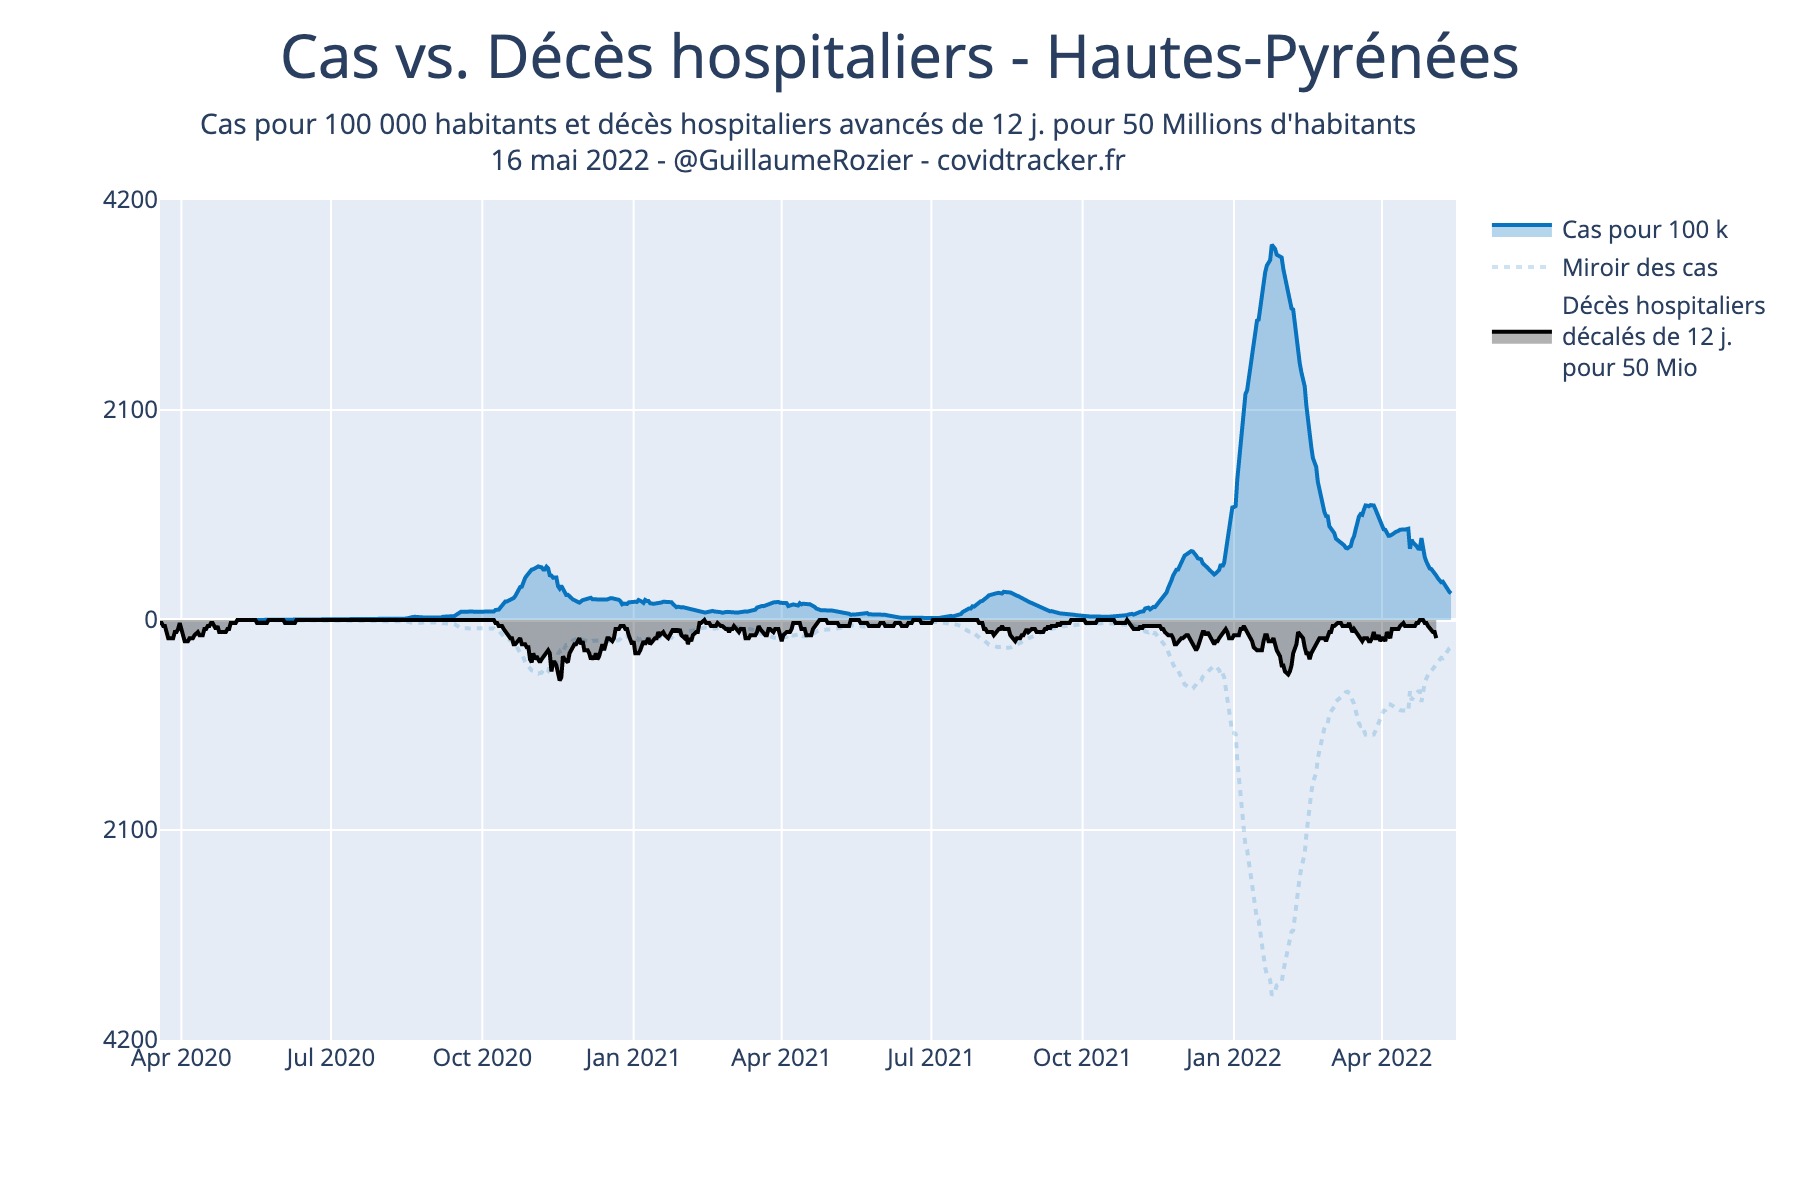 Cas vs. Décès hospitaliers - Hautes-Pyrénées
Cas pour 100 000 habitants et décès hospitaliers avancés de 12 j. pour 50 Millions d'habitants
16 mai 2022 - @GuillaumeRozier - covidtracker.fr
4200
2100
0
2100
4200
Apr 2020
Jul 2020
Oct 2020
Jan 2021
Apr 2021
Jul 2021
Oct 2021
Jan 2022
Apr 2022
Cas pour 100 k
Miroir des cas
Décès hospitaliers
décalés de 12 j.
pour 50 Mio